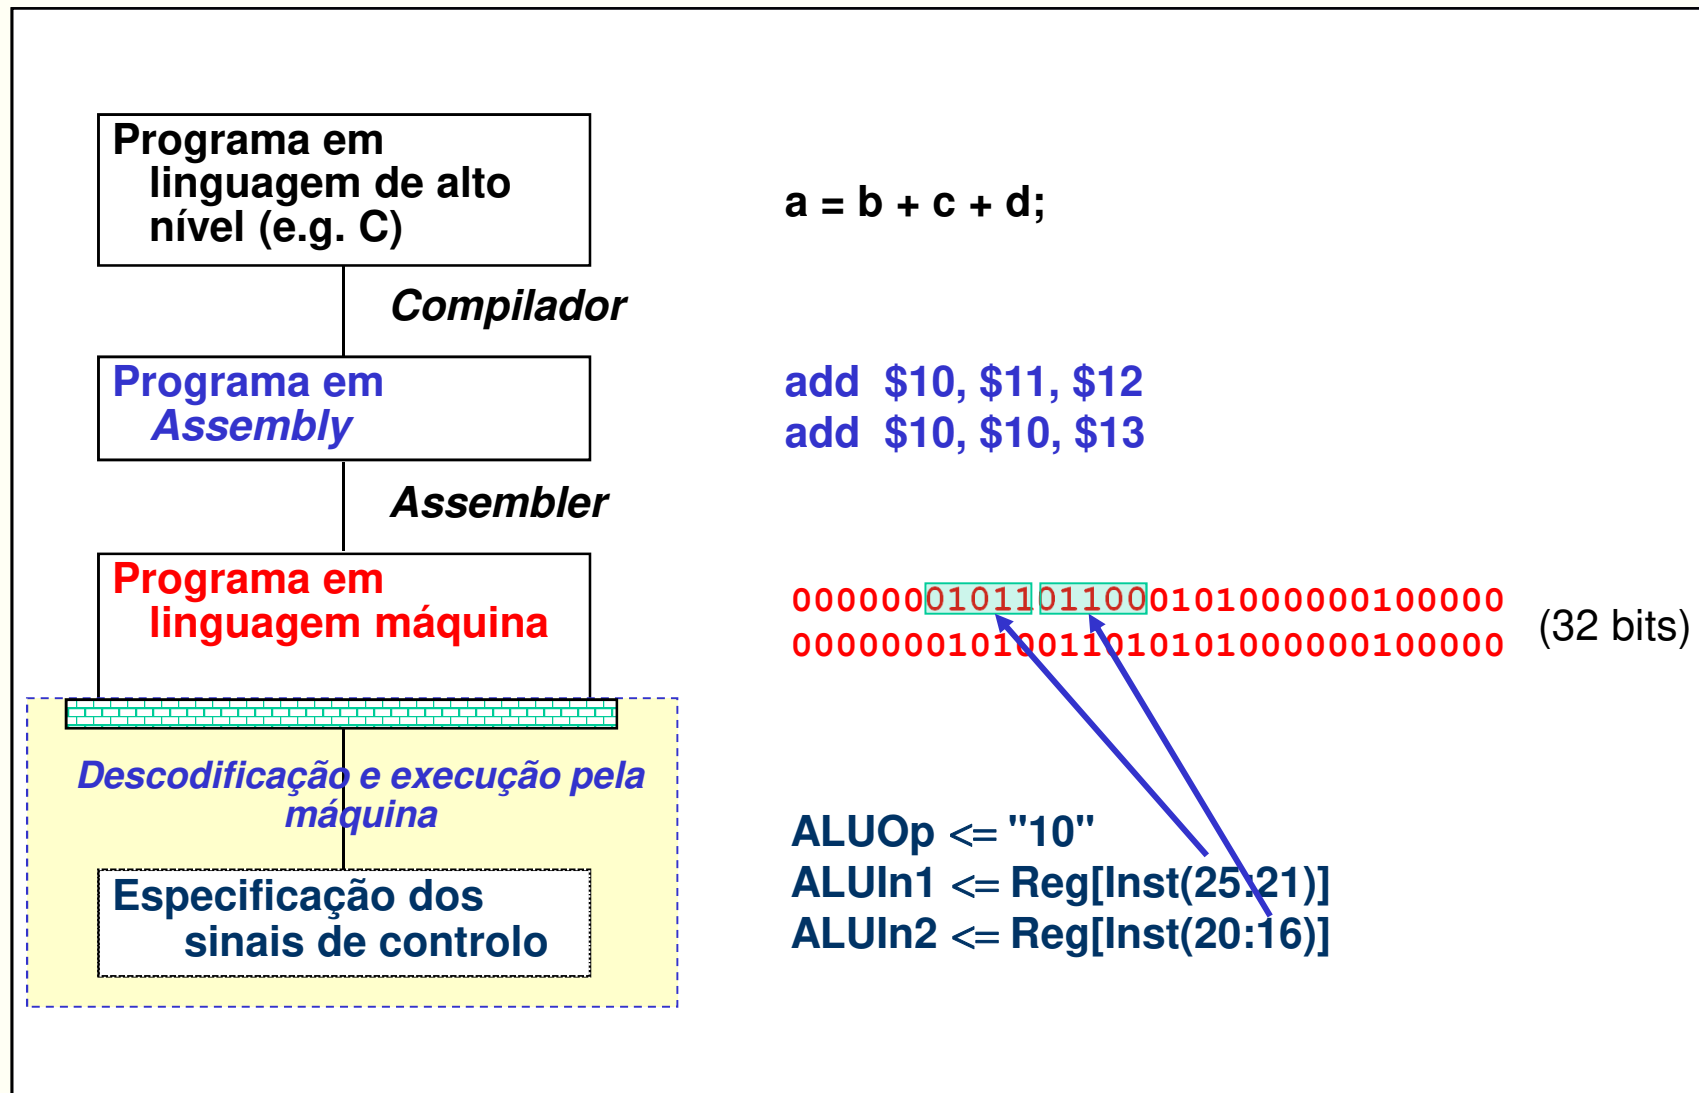 Programa em
linguagem de alto
nível (e.g. C)
a = b + c + d;
Compilador
Programa em
Assembly
add $10, $11, $12
add $10, $10, $13
Assembler
Programa em
linguagem máquina
00000001011011000101000000100000
00000001010011010101000000100000
(32 bits)
Descodificação e execução pela
máquina
Especificação dos
sinais de controlo
ALUOp <= "10"
ALUIn1 <= Reg[Inst(25:21)]
ALUIn2 <= Reg[Inst(20:16)]